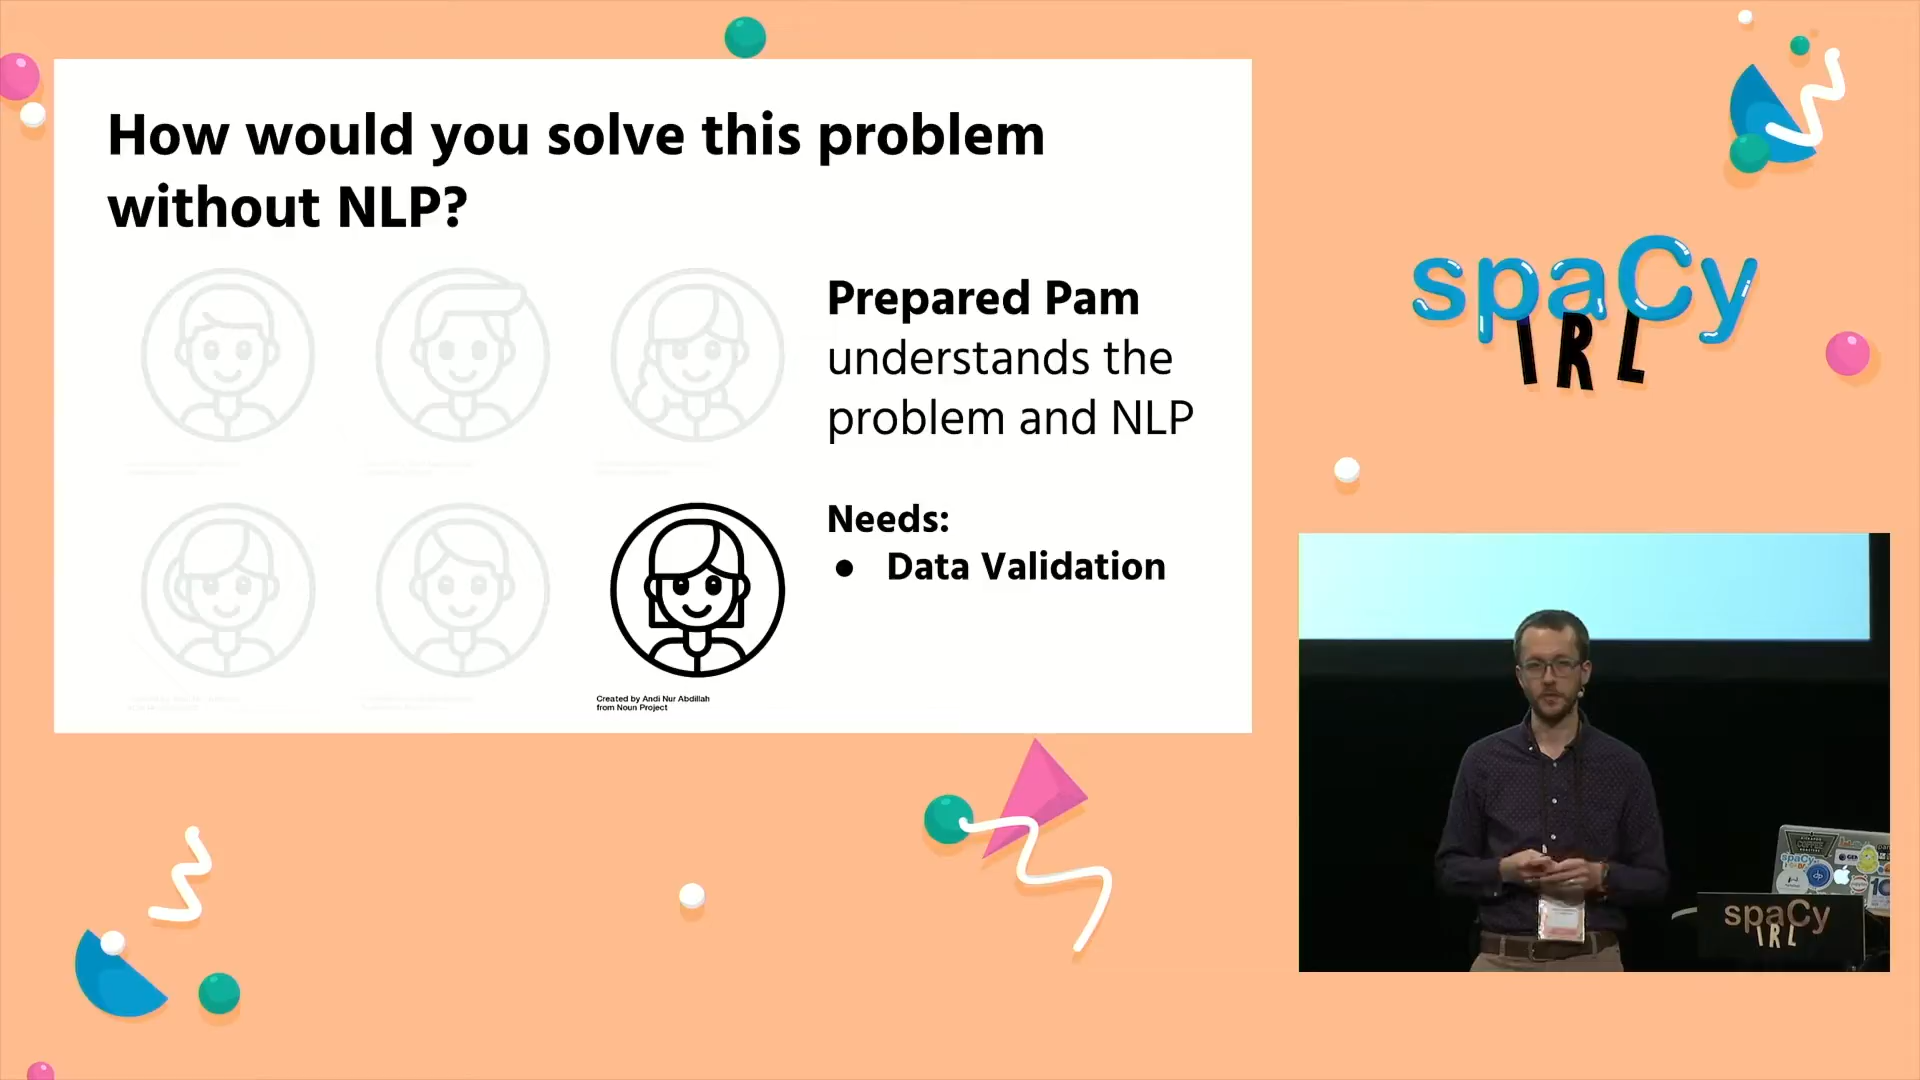 How would you solve this problem
without NLP?
Prepared Pam
understands the
problem and NLP
Needs:
● Data Validation
Created by Andi Nur Abdillah
from Noun Project
spaCy
IRL
spaCy
IRL